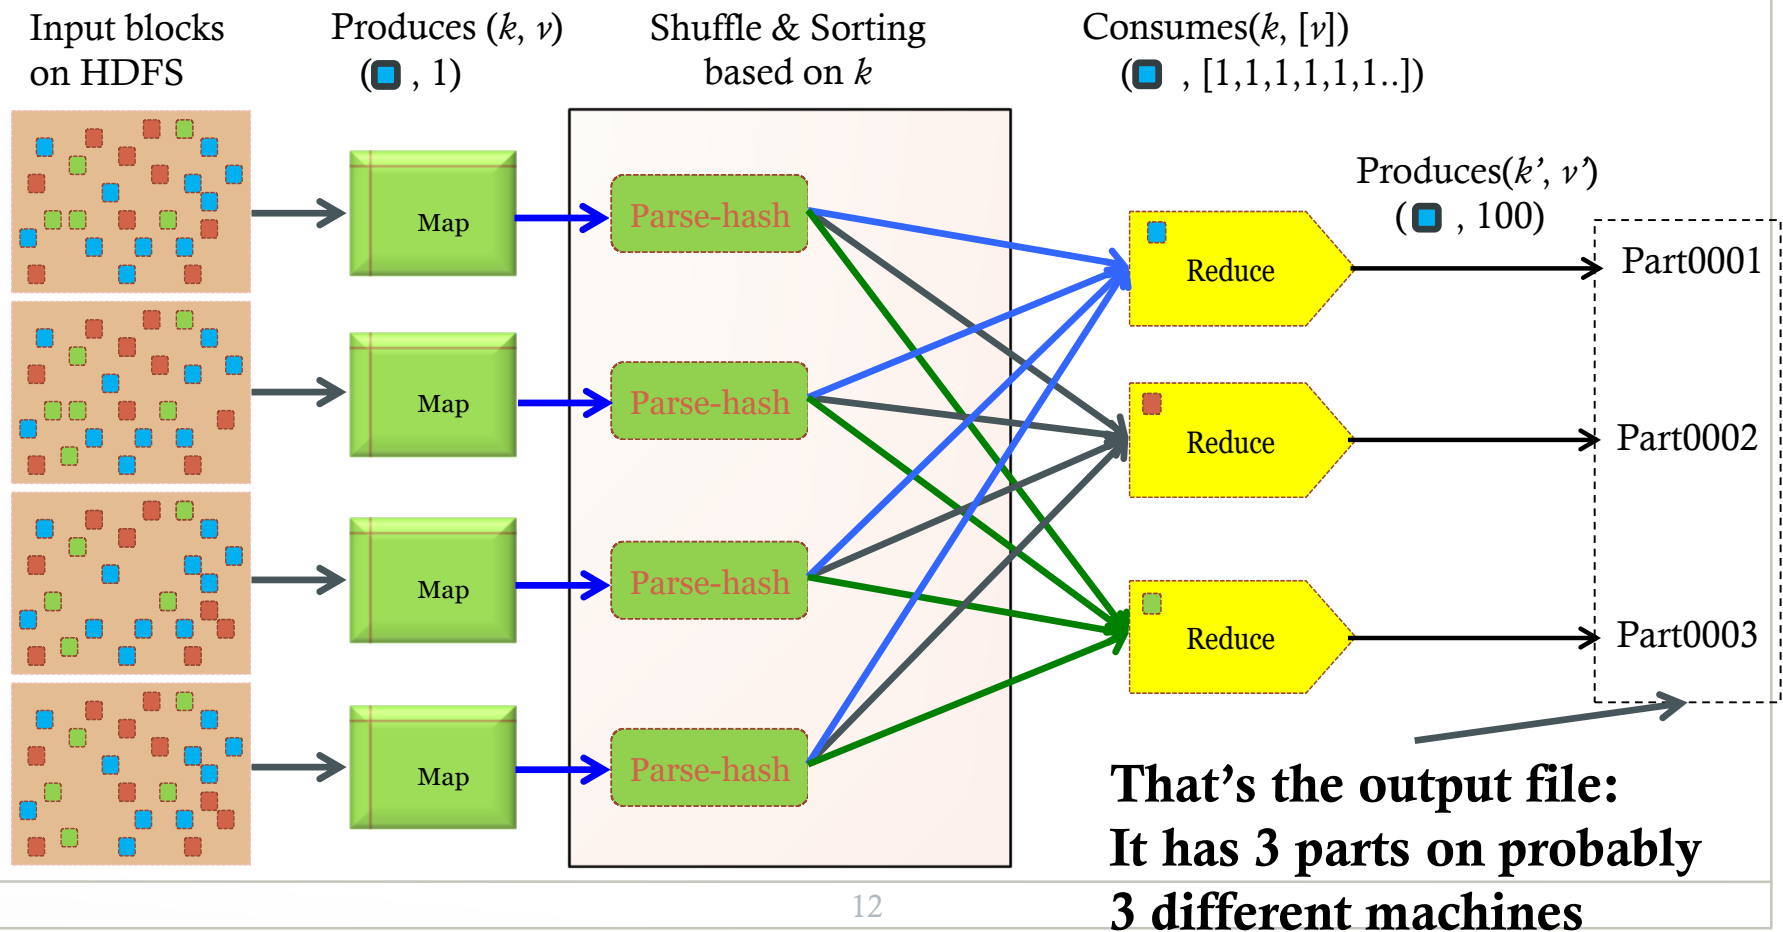 Input blocks
on HDFS
Produces (k, v)
( , 1)
Shuffle & Sorting
based on k
Consumes(k, [v])
( , [1,1,1,1,1,1..])
Produces(k’, v’)
( , 100)
Map
Parse-hash
Reduce
Part0001
Map
Parse-hash
Reduce
Part0002
Map
Parse-hash
Reduce
Part0003
Map
Parse-hash
That’s the output file:
It has 3 parts on probably
3 different machines
12